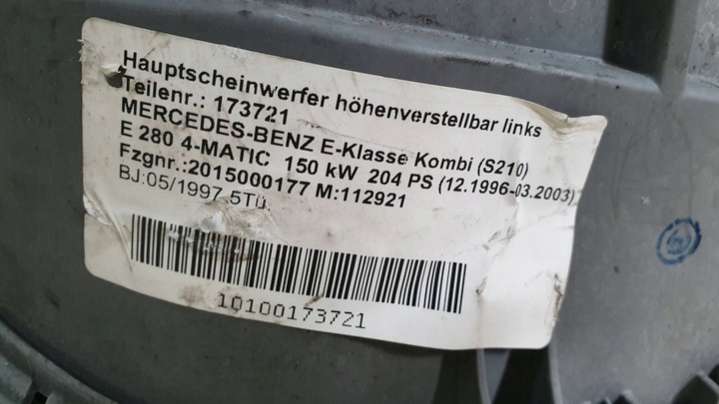 Hauptscheinwerfer höhenverstellbar links
Teilenr.: 173721
MERCEDES-BENZ E-Klasse Kombi (S210)
E 280 4-MATIC 150 kW 204 PS (12.1996-03.2003)
Fzgnr.:2015000177 M:112921
BJ:05/1997 5Tü.
10100173721